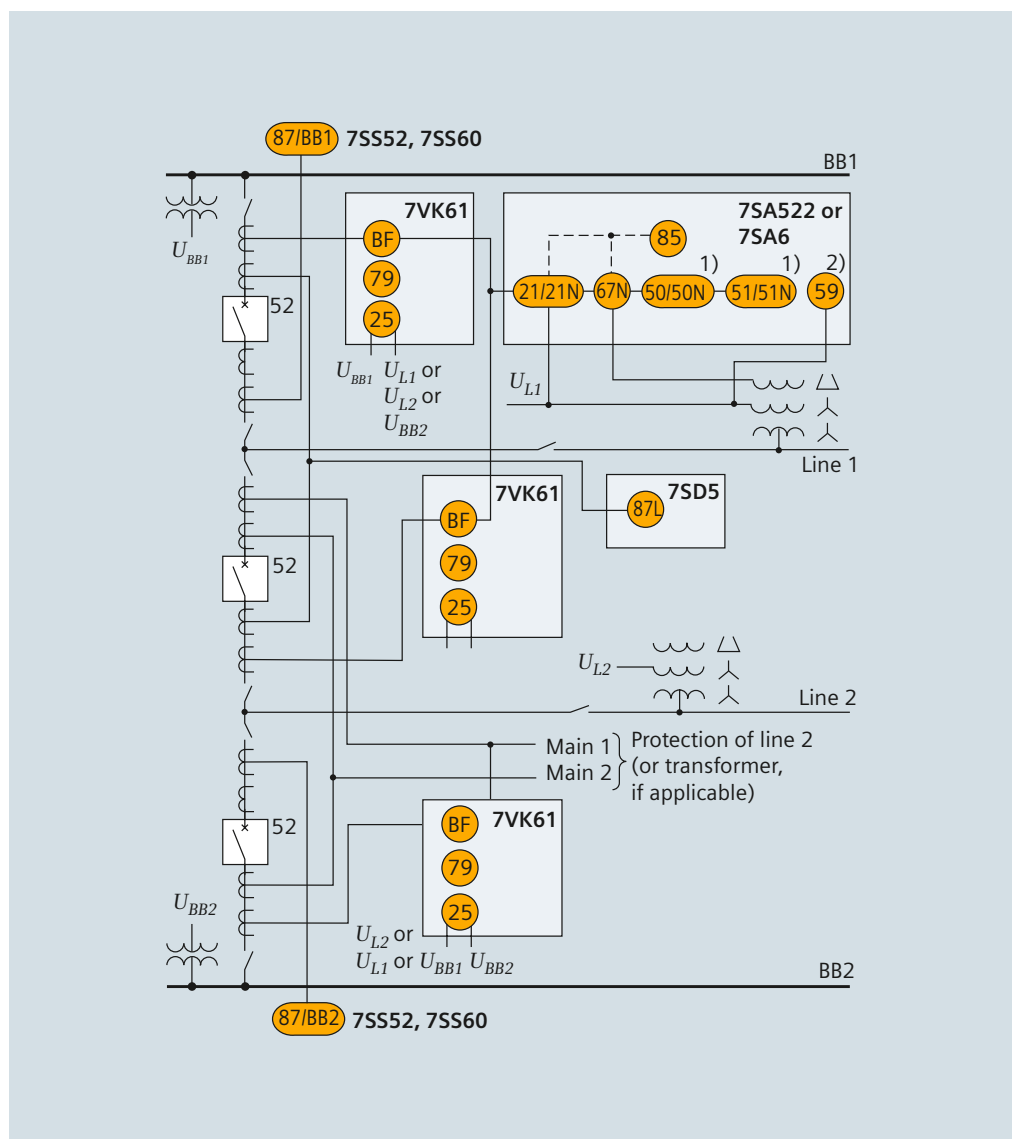 87/BB1 7SS52, 7SS60
BB1
U_BB1
52
7VK61
BF
79
25
U_BB1 U_L1 or
U_L2 or
U_BB2
7SA522 or
7SA6
85
1) 1) 2)
21/21N 67N 50/50N 51/51N 59
U_L1
Line 1
7VK61
BF
79
25
7SD5
87L
52
U_L2
Line 2
Main 1
Main 2
Protection of line 2
(or transformer,
if applicable)
7VK61
BF
79
25
52
U_BB2
U_L2 or
U_L1 or U_BB1 U_BB2
BB2
87/BB2 7SS52, 7SS60